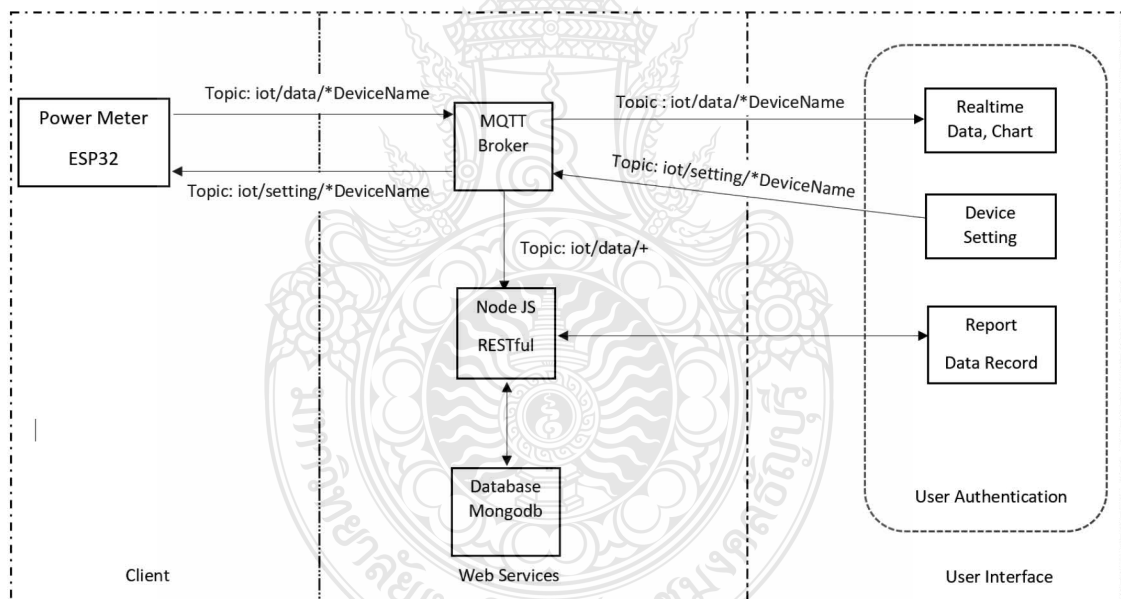 Power Meter
ESP32
Topic: iot/data/*DeviceName
Topic: iot/setting/*DeviceName
MQTT
Broker
Topic : iot/data/*DeviceName
Topic: iot/setting/*DeviceName
Realtime
Data, Chart
Device
Setting
Topic: iot/data/+
Node JS
RESTful
Report
Data Record
Database
Mongodb
User Authentication
Client
Web Services
User Interface